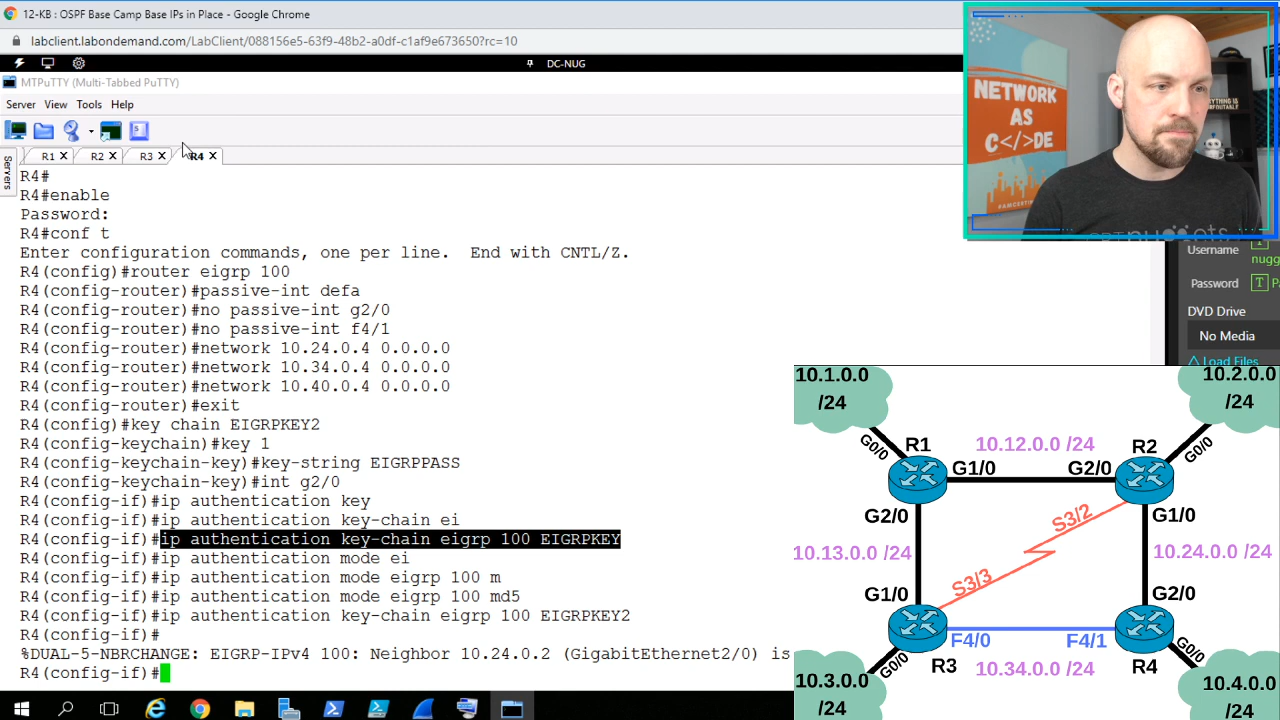 12-KB : OSPF Base Camp Base IPs in Place - Google Chrome
labclient.labondemand.com/LabClient/088156e5-63f9-48b2-a0df-c1af9e673650?rc=10
DC-NUG
MTPuTTY (Multi-Tabbed PuTTY)
Server View Tools Help
R1 R2 R3 R4
Servers
R4#
R4#enable
Password:
R4#conf t
Enter configuration commands, one per line.  End with CNTL/Z.
R4(config)#router eigrp 100
R4(config-router)#passive-int defa
R4(config-router)#no passive-int g2/0
R4(config-router)#no passive-int f4/1
R4(config-router)#network 10.24.0.4 0.0.0.0
R4(config-router)#network 10.34.0.4 0.0.0.0
R4(config-router)#network 10.40.0.4 0.0.0.0
R4(config-router)#exit
R4(config)#key chain EIGRPKEY2
R4(config-keychain)#key 1
R4(config-keychain-key)#key-string EIGRPPASS
R4(config-keychain-key)#int g2/0
R4(config-if)#ip authentication key
R4(config-if)#ip authentication key-chain ei
R4(config-if)#ip authentication key-chain eigrp 100 EIGRPKEY
R4(config-if)#ip authentication mode ei
R4(config-if)#ip authentication mode eigrp 100 m
R4(config-if)#ip authentication mode eigrp 100 md5
R4(config-if)#ip authentication key-chain eigrp 100 EIGRPKEY2
R4(config-if)#
%DUAL-5-NBRCHANGE: EIGRP-IPv4 100: Neighbor 10.24.0.2 (GigabitEthernet2/0) is
R4(config-if)#
NETWORK
AS
C</>DE
Username
T
nugg
Password
T
DVD Drive
No Media
Load Files
10.1.0.0
/24
10.2.0.0
/24
G0/0
R1
10.12.0.0 /24
R2
G0/0
G1/0
G2/0
G2/0
S3/2
G1/0
10.13.0.0 /24
10.24.0.0 /24
S3/3
G1/0
G2/0
F4/0
F4/1
G0/0
R3
10.34.0.0 /24
R4
G0/0
10.3.0.0
/24
10.4.0.0
/24